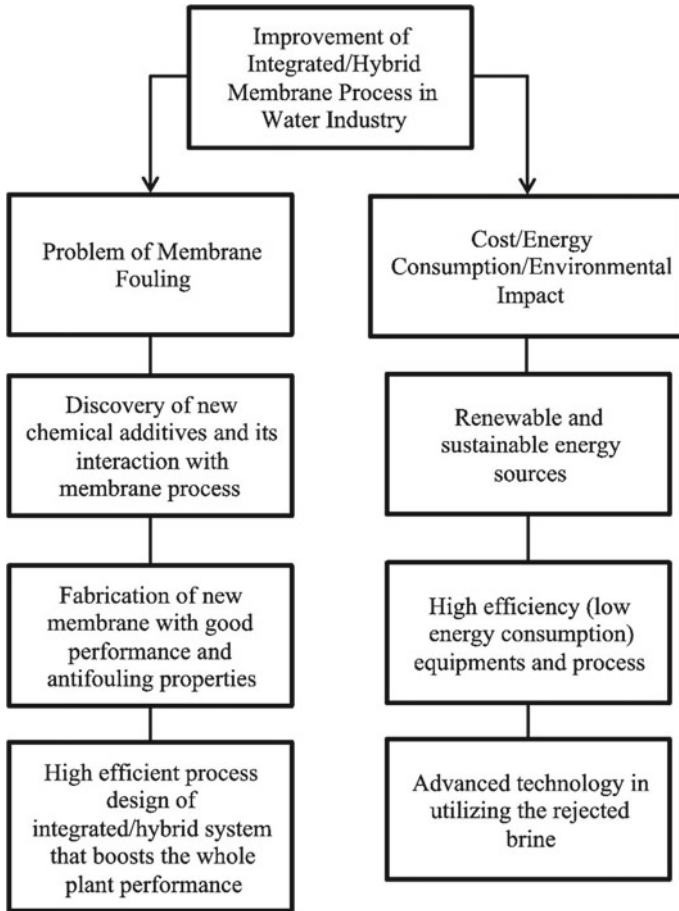 Improvement of
Integrated/Hybrid
Membrane Process in
Water Industry
Problem of Membrane
Fouling
Discovery of new
chemical additives and its
interaction with
membrane process
Fabrication of new
membrane with good
performance and
antifouling properties
High efficient process
design of
integrated/hybrid system
that boosts the whole
plant performance
Cost/Energy
Consumption/Environmental
Impact
Renewable and
sustainable energy
sources
High efficiency (low
energy consumption)
equipments and process
Advanced technology in
utilizing the rejected
brine